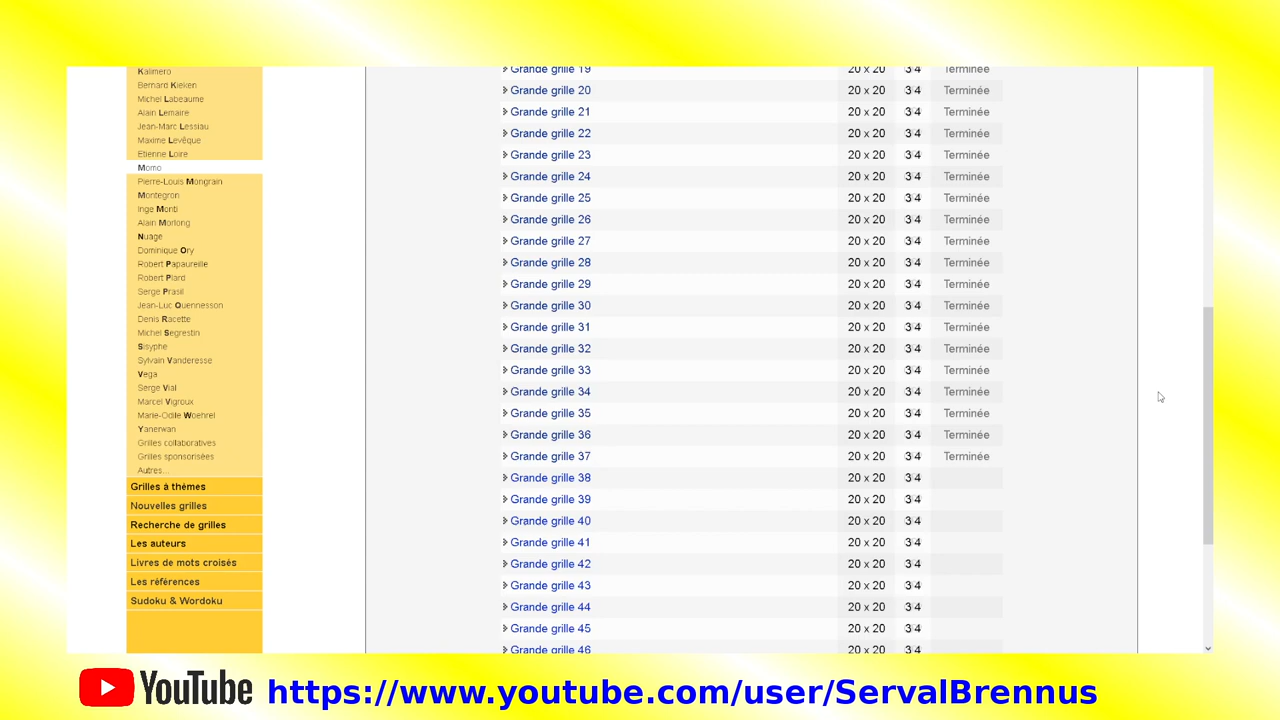 Kalimero
Bernard Kieken
Michel Labeaume
Alain Lemaire
Jean-Marc Lessiau
Maxime Levêque
Etienne Loire
Momo
Pierre-Louis Mongrain
Montegron
Inge Monti
Alain Morlong
Nuage
Dominique Ory
Robert Papaureille
Robert Piard
Serge Prasil
Jean-Luc Quennesson
Denis Racette
Michel Segrestin
Sisyphe
Sylvain Vanderesse
Vega
Serge Vial
Marcel Vigroux
Marie-Odile Woehrel
Yanerwan
Grilles collaboratives
Grilles sponsorisées
Autres...
Grilles à thèmes
Nouvelles grilles
Recherche de grilles
Les auteurs
Livres de mots croisés
Les références
Sudoku & Wordoku
Grande grille 19 20 x 20 3/4 Terminée
Grande grille 20 20 x 20 3/4 Terminée
Grande grille 21 20 x 20 3/4 Terminée
Grande grille 22 20 x 20 3/4 Terminée
Grande grille 23 20 x 20 3/4 Terminée
Grande grille 24 20 x 20 3/4 Terminée
Grande grille 25 20 x 20 3/4 Terminée
Grande grille 26 20 x 20 3/4 Terminée
Grande grille 27 20 x 20 3/4 Terminée
Grande grille 28 20 x 20 3/4 Terminée
Grande grille 29 20 x 20 3/4 Terminée
Grande grille 30 20 x 20 3/4 Terminée
Grande grille 31 20 x 20 3/4 Terminée
Grande grille 32 20 x 20 3/4 Terminée
Grande grille 33 20 x 20 3/4 Terminée
Grande grille 34 20 x 20 3/4 Terminée
Grande grille 35 20 x 20 3/4 Terminée
Grande grille 36 20 x 20 3/4 Terminée
Grande grille 37 20 x 20 3/4 Terminée
Grande grille 38 20 x 20 3/4
Grande grille 39 20 x 20 3/4
Grande grille 40 20 x 20 3/4
Grande grille 41 20 x 20 3/4
Grande grille 42 20 x 20 3/4
Grande grille 43 20 x 20 3/4
Grande grille 44 20 x 20 3/4
Grande grille 45 20 x 20 3/4
Grande grille 46 20 x 20 3/4
YouTube https://www.youtube.com/user/ServalBrennus